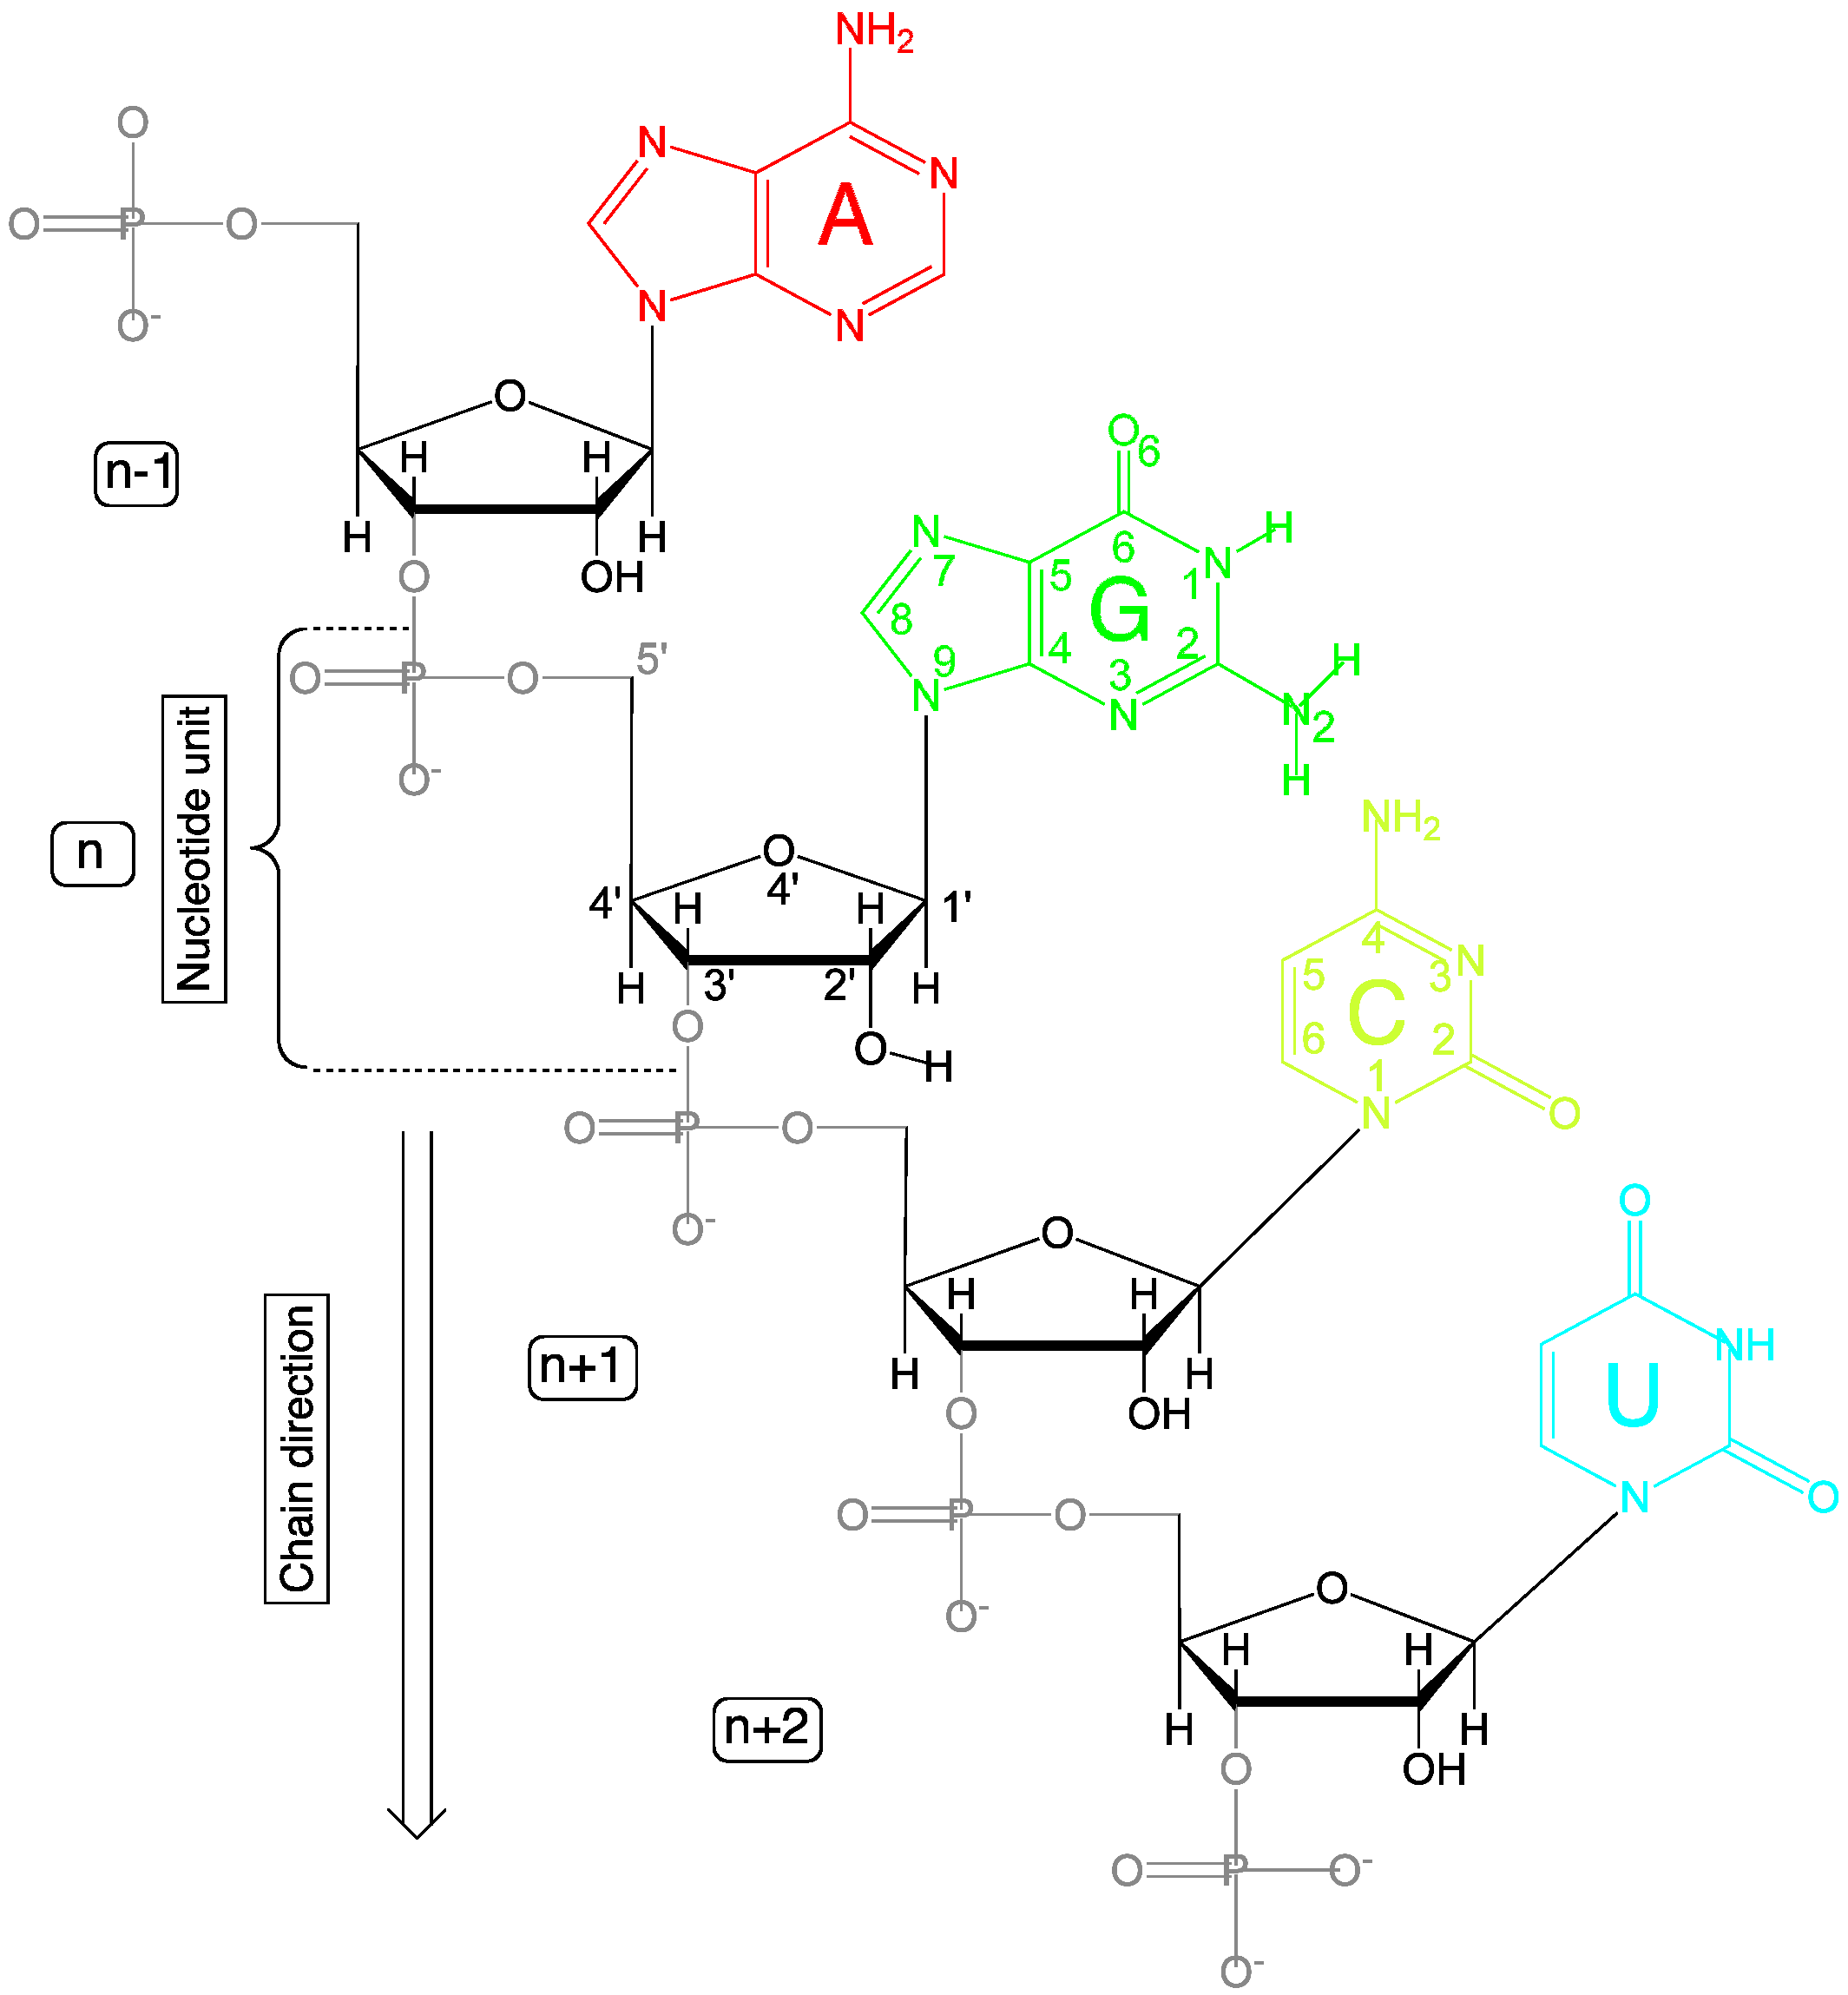 NH2
O
N
N
O
P
O
A
N
N
O-
O
n-1
H
H
O6
H
H
N
6
N
H
O
OH
7
5
1
G
8
4
2
H
O
P
O
5'
9
3
N
N
N2
O-
H
Nucleotide unit
n
NH2
O
4'
4'
H
H
1'
4
N
H
3'
2'
H
5
3
C
O
O
H
6
2
1
N
O
O
P
O
O-
O
O
H
H
n+1
H
H
NH
Chain direction
O
OH
U
N
O
O
P
O
O-
O
H
H
n+2
H
H
O
OH
O
P
O-
O-